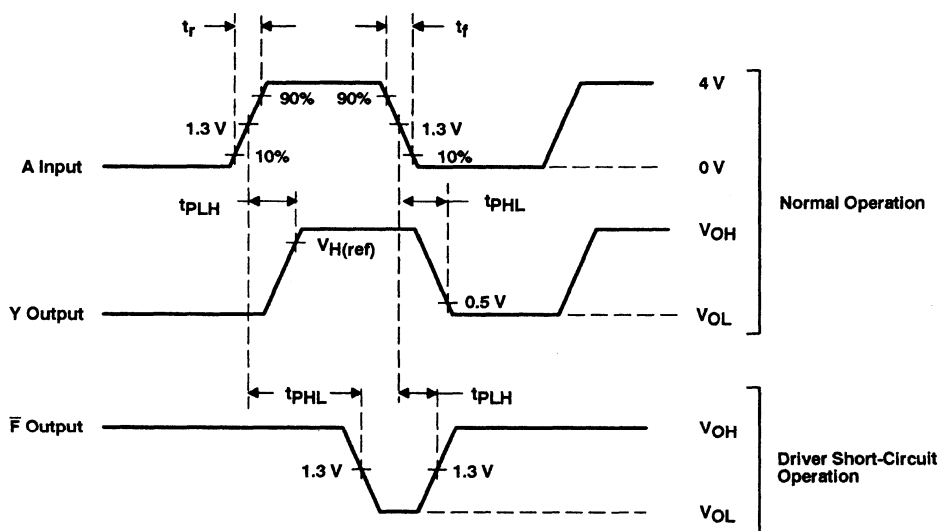 tr
tf
4 V
90%
90%
1.3 V
1.3 V
10%
10%
A Input
0 V
tPLH
tPHL
Normal Operation
VOH
VH(ref)
0.5 V
Y Output
VOL
tPHL
tPLH
F̅ Output
VOH
1.3 V
1.3 V
Driver Short-Circuit
Operation
VOL